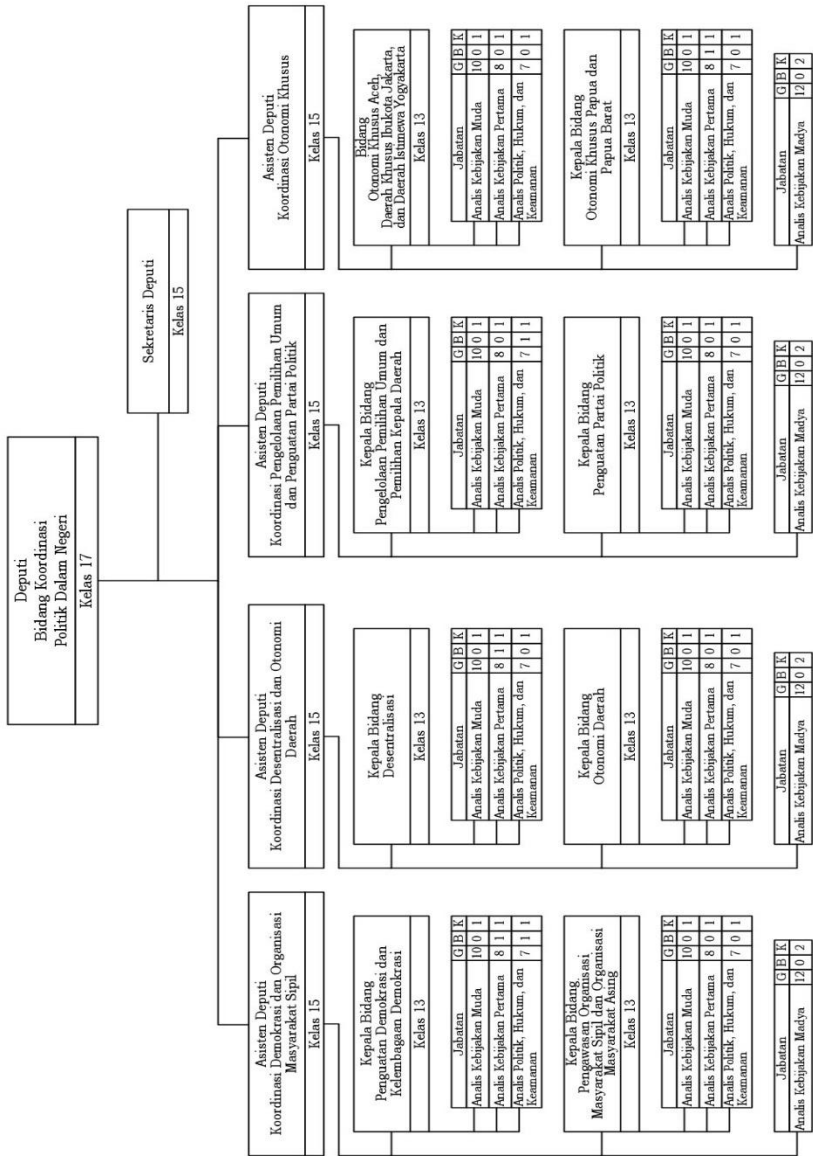 Deputi
Bidang Koordinasi
Politik Dalam Negeri
Kelas 17
Sekretaris Deputi
Kelas 15
Asisten Deputi
Koordinasi Demokrasi dan Organisasi
Masyarakat Sipil
Kelas 15
Kepala Bidang
Penguatan Demokrasi dan
Kelembagaan Demokrasi
Kelas 13
Jabatan G B K
Analis Kebijakan Muda 10 0 1
Analis Kebijakan Pertama 8 1 1
Analis Politik, Hukum, dan 7 1 1
Keamanan
Kepala Bidang
Pengawasan Organisasi
Masyarakat Sipil dan Organisasi
Masyarakat Asing
Kelas 13
Jabatan G B K
Analis Kebijakan Muda 10 0 1
Analis Kebijakan Pertama 8 0 1
Analis Politik, Hukum, dan 7 0 1
Keamanan
Jabatan G B K
Analis Kebijakan Madya 12 0 2
Asisten Deputi
Koordinasi Desentralisasi dan Otonomi
Daerah
Kelas 15
Kepala Bidang
Desentralisasi
Kelas 13
Jabatan G B K
Analis Kebijakan Muda 10 0 1
Analis Kebijakan Pertama 8 1 1
Analis Politik, Hukum, dan 7 0 1
Keamanan
Kepala Bidang
Otonomi Daerah
Kelas 13
Jabatan G B K
Analis Kebijakan Muda 10 0 1
Analis Kebijakan Pertama 8 0 1
Analis Politik, Hukum, dan 7 0 1
Keamanan
Jabatan G B K
Analis Kebijakan Madya 12 0 2
Asisten Deputi
Koordinasi Pengelolaan Pemilihan Umum
dan Penguatan Partai Politik
Kelas 15
Kepala Bidang
Pengelolaan Pemilihan Umum dan
Pemilihan Kepala Daerah
Kelas 13
Jabatan G B K
Analis Kebijakan Muda 10 0 1
Analis Kebijakan Pertama 8 0 1
Analis Politik, Hukum, dan 7 1 1
Keamanan
Kepala Bidang
Penguatan Partai Politik
Kelas 13
Jabatan G B K
Analis Kebijakan Muda 10 0 1
Analis Kebijakan Pertama 8 0 1
Analis Politik, Hukum, dan 7 0 1
Keamanan
Jabatan G B K
Analis Kebijakan Madya 12 0 2
Asisten Deputi
Koordinasi Otonomi Khusus
Kelas 15
Bidang
Otonomi Khusus Aceh,
Daerah Khusus Ibukota Jakarta,
dan Daerah Istimewa Yogyakarta
Kelas 13
Jabatan G B K
Analis Kebijakan Muda 10 0 1
Analis Kebijakan Pertama 8 0 1
Analis Politik, Hukum, dan 7 0 1
Keamanan
Kepala Bidang
Otonomi Khusus Papua dan
Papua Barat
Kelas 13
Jabatan G B K
Analis Kebijakan Muda 10 0 1
Analis Kebijakan Pertama 8 1 1
Analis Politik, Hukum, dan 7 0 1
Keamanan
Jabatan G B K
Analis Kebijakan Madya 12 0 2